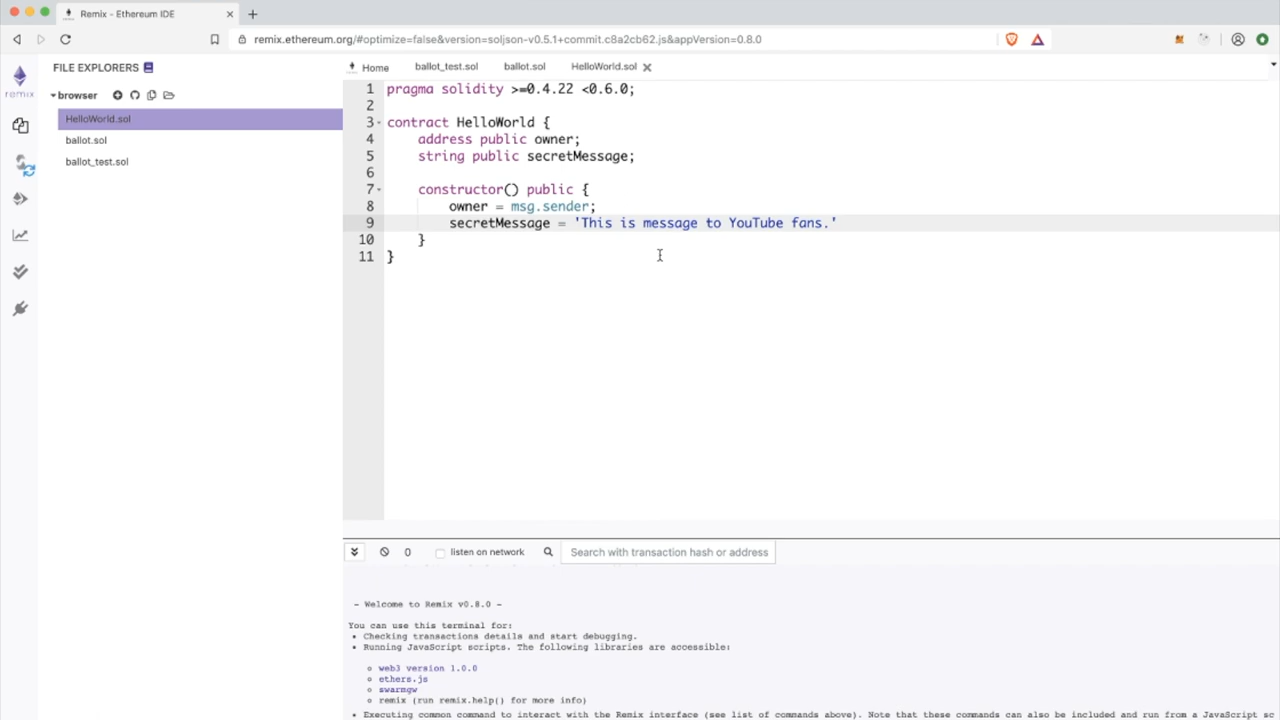 Remix - Ethereum IDE
remix.ethereum.org/#optimize=false&version=soljson-v0.5.1+commit.c8a2cb62.js&appVersion=0.8.0
remix
FILE EXPLORERS
browser
HelloWorld.sol
ballot.sol
ballot_test.sol
Home ballot_test.sol ballot.sol HelloWorld.sol
1 pragma solidity >=0.4.22 <0.6.0;
2
3 contract HelloWorld {
4 address public owner;
5 string public secretMessage;
6
7 constructor() public {
8 owner = msg.sender;
9 secretMessage = 'This is message to YouTube fans.'
10 }
11 }
0 listen on network Search with transaction hash or address
- Welcome to Remix v0.8.0 -
You can use this terminal for:
• Checking transactions details and start debugging.
• Running JavaScript scripts. The following libraries are accessible:
o web3 version 1.0.0
o ethers.js
o swarmgw
o remix (run remix.help() for more info)
• Executing common command to interact with the Remix interface (see list of commands above). Note that these commands can also be included and run from a JavaScript sc